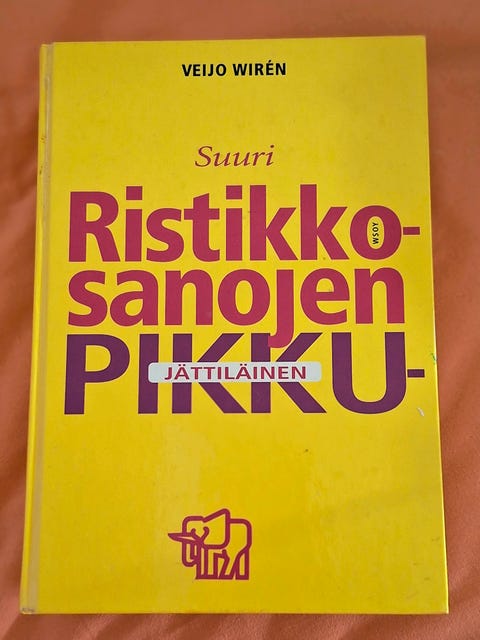 VEIJO WIRÉN
Suuri
Ristikko-
WSOY
sanojen
PIKKU-
JÄTTILÄINEN